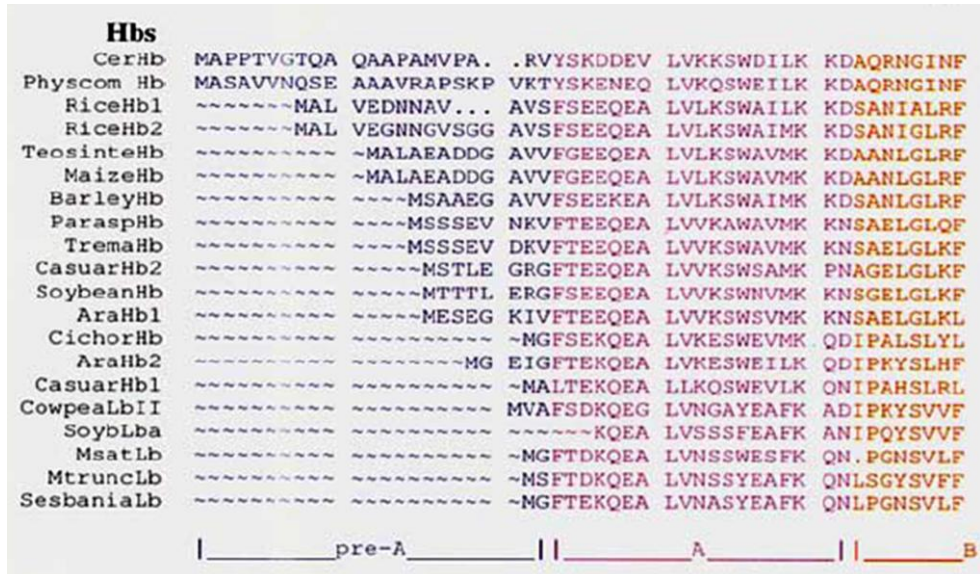 Hbs
CerHb MAPPTVGTQA QAAPAMVPA. .RVYSKDDEV LVKKSWDILK KDAQRNGINF
Physcom Hb MASAVVNQSE AAAVRAPSKP VKTYSKENEQ LVKQSWEILK KDAQRNGINF
RiceHb1 ~~~~~~~MAL VEDNNAV... AVSFSEEQEA LVLKSWAILK KDSANIALRF
RiceHb2 ~~~~~~~MAL VEGNNGVSGG AVSFSEEQEA LVLKSWAIMK KDSANIGLRF
TeosinteHb ~~~~~~~~~~ ~MALAEADDG AVVFGEEQEA LVLKSWAVMK KDAANLGLRF
MaizeHb ~~~~~~~~~~ ~MALAEADDG AVVFGEEQEA LVLKSWAVMK KDAANLGLRF
BarleyHb ~~~~~~~~~~ ~~~~MSAAEG AVVFSEEKEA LVLKSWAIMK KDSANLGLRF
ParaspHb ~~~~~~~~~~ ~~~~MSSSEV NKVFTEEQEA LVVKAWAVMK KNSAELGLQF
TremaHb ~~~~~~~~~~ ~~~~MSSSEV DKVFTEEQEA LVVKSWAVMK KNSAELGLKF
CasuarHb2 ~~~~~~~~~~ ~~~~~MSTLE GRGFTEEQEA LVVKSWSAMK PNAGELGLKF
SoybeanHb ~~~~~~~~~~ ~~~~~MTTTL ERGFSEEQEA LVVKSWNVMK KNSGELGLKF
AraHb1 ~~~~~~~~~~ ~~~~~MESEG KIVFTEEQEA LVVKSWSVMK KNSAELGLKL
CichorHb ~~~~~~~~~~ ~~~~~~~~~~ ~MGFSEKQEA LVKESWEVMK QDIPALSLYL
AraHb2 ~~~~~~~~~~ ~~~~~~~~MG EIGFTEKQEA LVKESWEILK QDIPKYSLHF
CasuarHb1 ~~~~~~~~~~ ~~~~~~~~~~ ~MALTEKQEA LLKQSWEVLK QNIPAHSLRL
CowpeaLbII ~~~~~~~~~~ ~~~~~~~~~~ MVAFSDKQEG LVNGAYEAFK ADIPKYSVVF
SoybLba ~~~~~~~~~~ ~~~~~~~~~~ ~~~~~~KQEA LVSSSFEAFK ANIPQYSVVF
MsatLb ~~~~~~~~~~ ~~~~~~~~~~ ~MGFTDKQEA LVNSSWESFK QN.PGNSVLF
MtruncLb ~~~~~~~~~~ ~~~~~~~~~~ ~MSFTDKQEA LVNSSYEAFK QNLSGYSVFF
SesbaniaLb ~~~~~~~~~~ ~~~~~~~~~~ ~MGFTEKQEA LVNASYEAFK QNLPGNSVLF
|_________pre-A_________||_________A_________||_______B